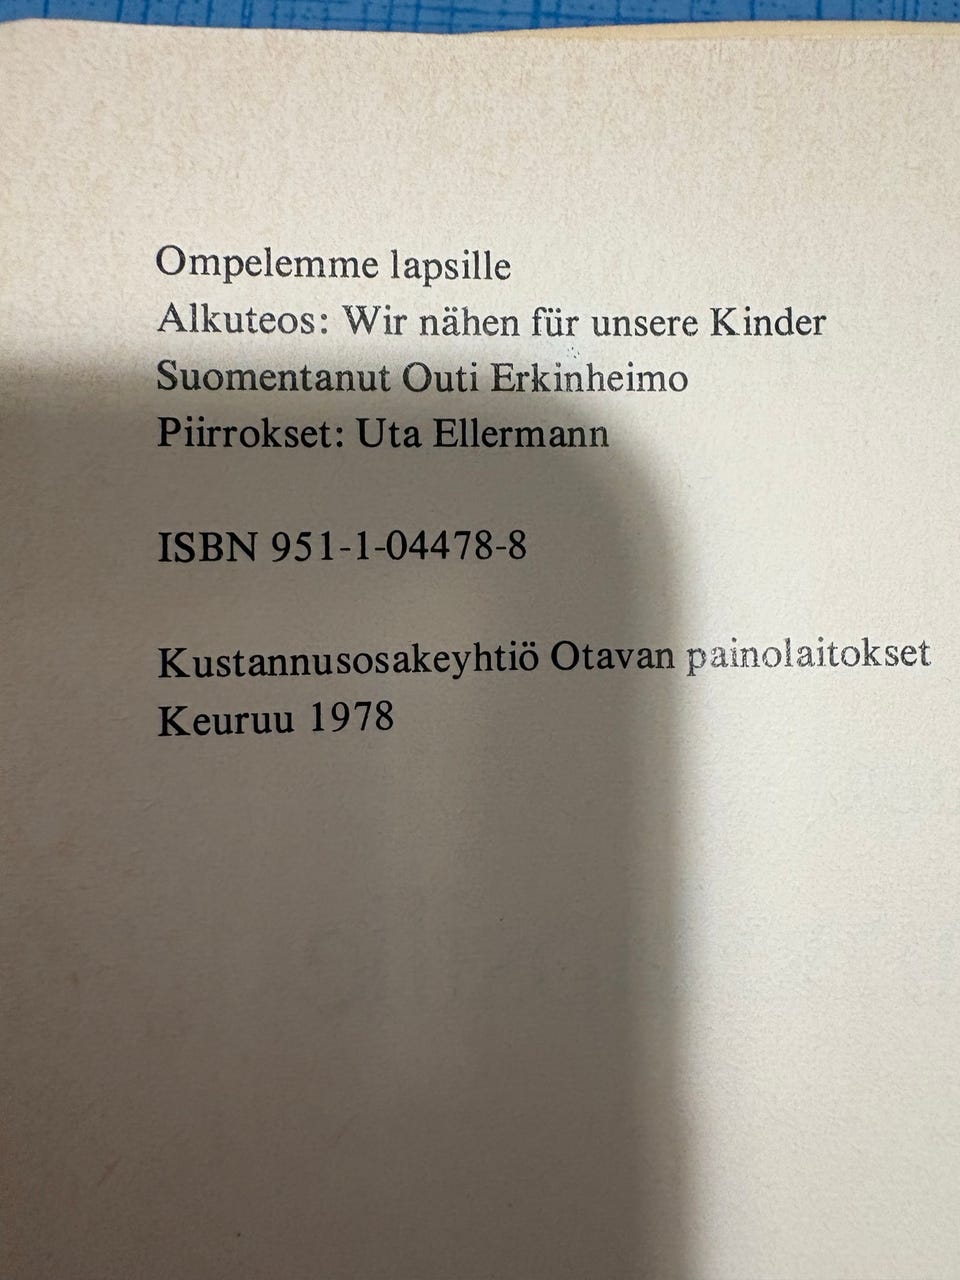 Ompelemme lapsille
Alkuteos: Wir nähen für unsere Kinder
Suomentanut Outi Erkinheimo
Piirrokset: Uta Ellermann
ISBN 951-1-04478-8
Kustannusosakeyhtiö Otavan painolaitokset
Keuruu 1978